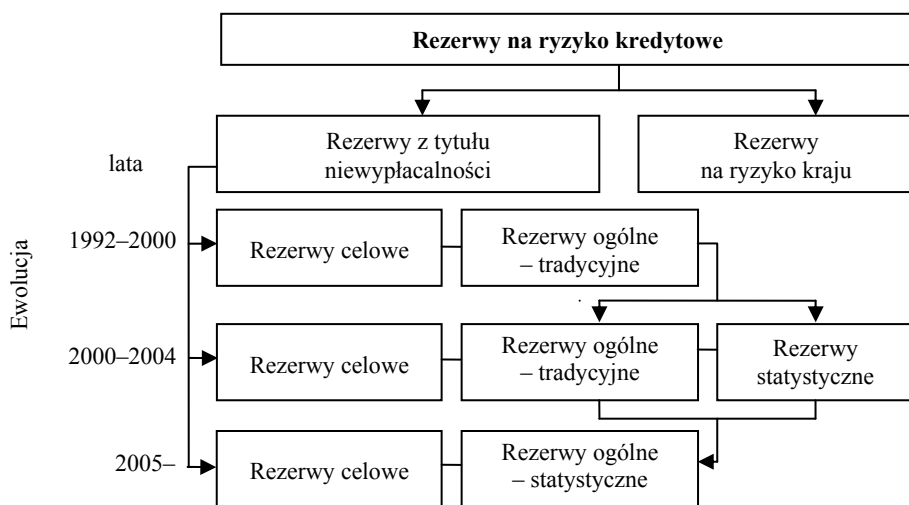 Rezerwy na ryzyko kredytowe
Rezerwy z tytułu
niewypłacalności
Rezerwy
na ryzyko kraju
lata
Ewolucja
1992–2000
Rezerwy celowe
Rezerwy ogólne
– tradycyjne
2000–2004
Rezerwy celowe
Rezerwy ogólne
–tradycyjne
Rezerwy
statystyczne
2005–
Rezerwy celowe
Rezerwy ogólne
– statystyczne